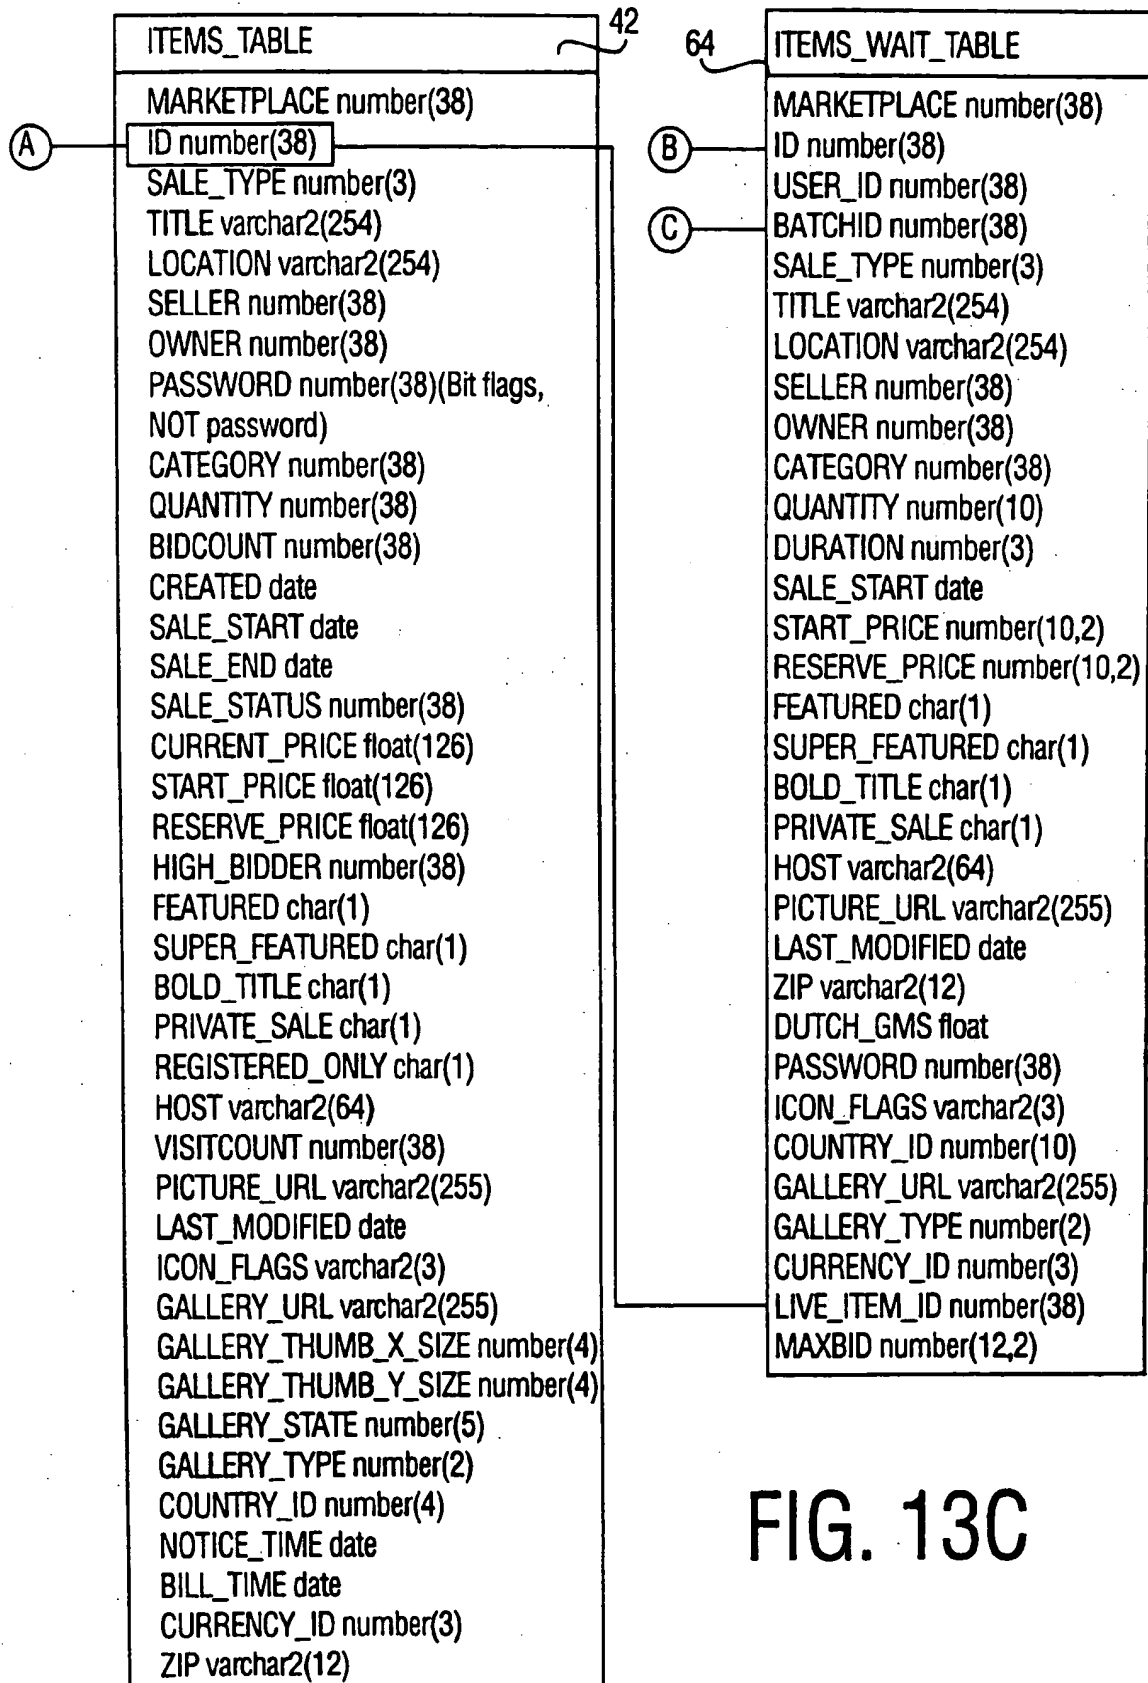 ITEMS_TABLE
42
A
MARKETPLACE number(38)
ID number(38)
SALE_TYPE number(3)
TITLE varchar2(254)
LOCATION varchar2(254)
SELLER number(38)
OWNER number(38)
PASSWORD number(38)(Bit flags,
NOT password)
CATEGORY number(38)
QUANTITY number(38)
BIDCOUNT number(38)
CREATED date
SALE_START date
SALE_END date
SALE_STATUS number(38)
CURRENT_PRICE float(126)
START_PRICE float(126)
RESERVE_PRICE float(126)
HIGH_BIDDER number(38)
FEATURED char(1)
SUPER_FEATURED char(1)
BOLD_TITLE char(1)
PRIVATE_SALE char(1)
REGISTERED_ONLY char(1)
HOST varchar2(64)
VISITCOUNT number(38)
PICTURE_URL varchar2(255)
LAST_MODIFIED date
ICON_FLAGS varchar2(3)
GALLERY_URL varchar2(255)
GALLERY_THUMB_X_SIZE number(4)
GALLERY_THUMB_Y_SIZE number(4)
GALLERY_STATE number(5)
GALLERY_TYPE number(2)
COUNTRY_ID number(4)
NOTICE_TIME date
BILL_TIME date
CURRENCY_ID number(3)
ZIP varchar2(12)
64
ITEMS_WAIT_TABLE
B
C
MARKETPLACE number(38)
ID number(38)
USER_ID number(38)
BATCHID number(38)
SALE_TYPE number(3)
TITLE varchar2(254)
LOCATION varchar2(254)
SELLER number(38)
OWNER number(38)
CATEGORY number(38)
QUANTITY number(10)
DURATION number(3)
SALE_START date
START_PRICE number(10,2)
RESERVE_PRICE number(10,2)
FEATURED char(1)
SUPER_FEATURED char(1)
BOLD_TITLE char(1)
PRIVATE_SALE char(1)
HOST varchar2(64)
PICTURE_URL varchar2(255)
LAST_MODIFIED date
ZIP varchar2(12)
DUTCH_GMS float
PASSWORD number(38)
ICON_FLAGS varchar2(3)
COUNTRY_ID number(10)
GALLERY_URL varchar2(255)
GALLERY_TYPE number(2)
CURRENCY_ID number(3)
LIVE_ITEM_ID number(38)
MAXBID number(12,2)
FIG. 13C